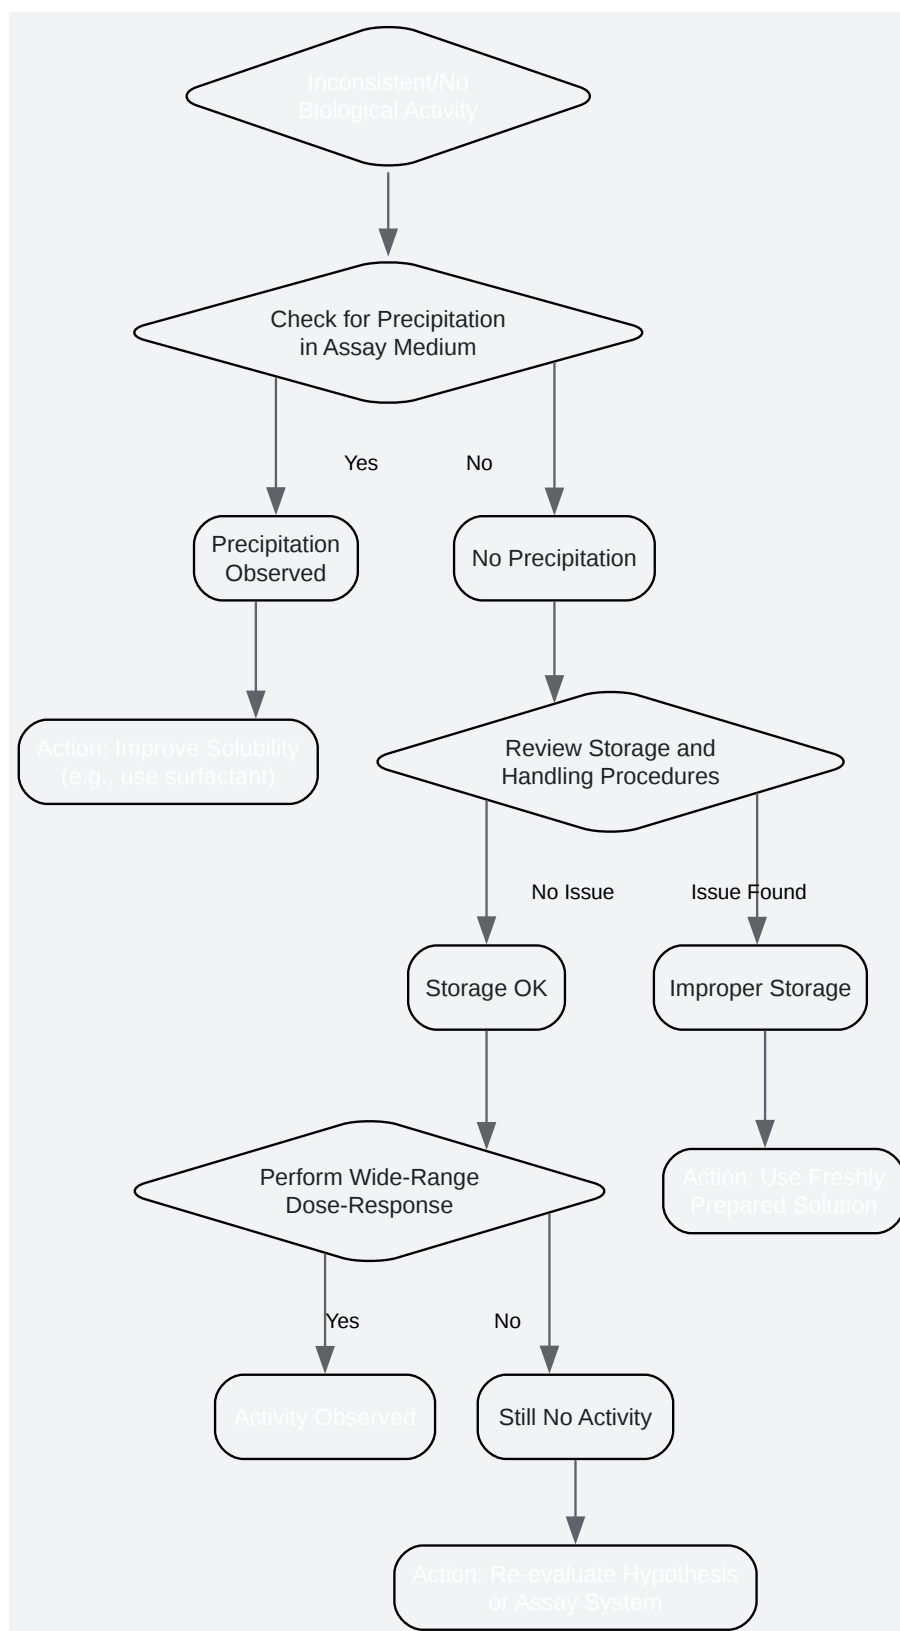 Inconsistent/No
Biological Activity
Check for Precipitation
in Assay Medium
Yes
No
Precipitation
Observed
No Precipitation
Action: Improve Solubility
(e.g., use surfactant)
Review Storage and
Handling Procedures
No Issue
Issue Found
Storage OK
Improper Storage
Perform Wide-Range
Dose-Response
Action: Use Freshly
Prepared Solution
Yes
No
Activity Observed
Still No Activity
Action: Re-evaluate Hypothesis
or Assay System